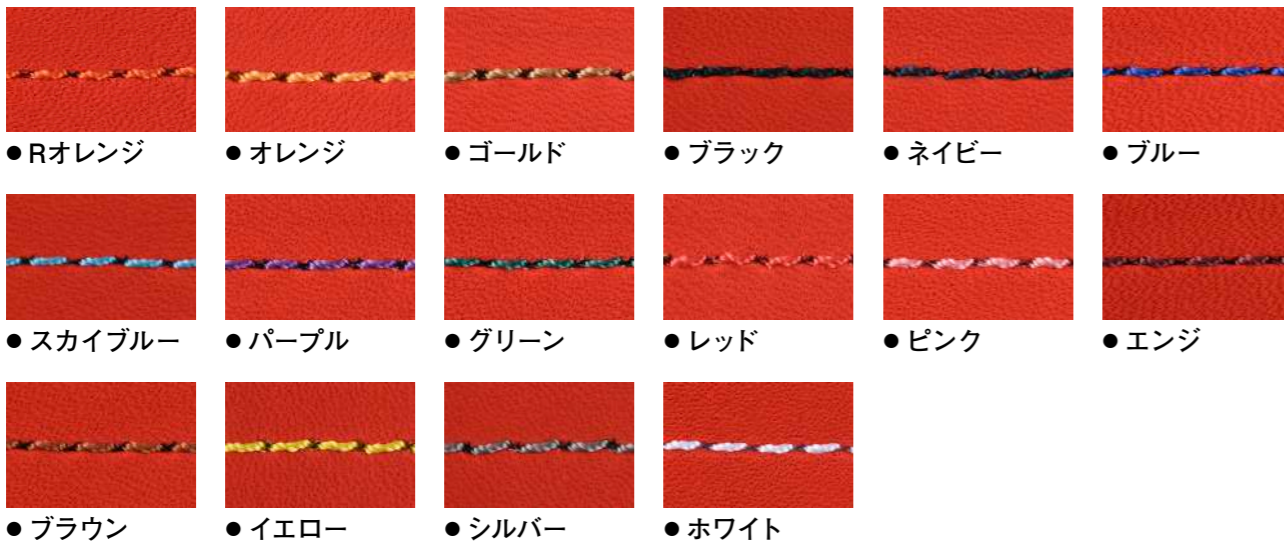 ● Rオレンジ
● オレンジ
● ゴールド
● ブラック
● ネイビー
● ブルー
● スカイブルー
● パープル
● グリーン
● レッド
● ピンク
● エンジ
● ブラウン
● イエロー
● シルバー
● ホワイト